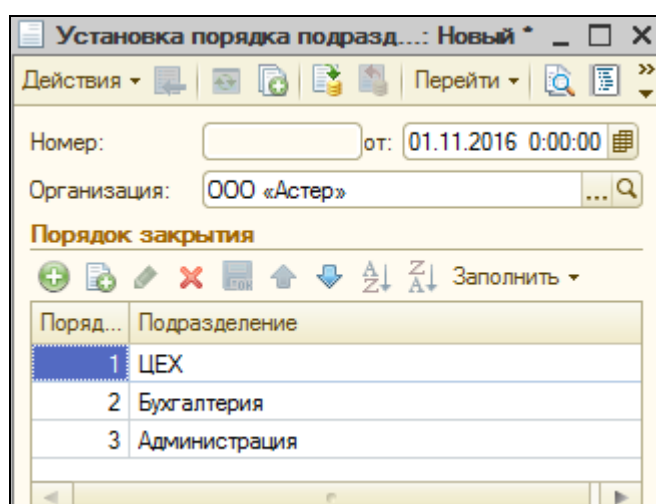 Установка порядка подразд...: Новый *
Действия Перейти
Номер: от: 01.11.2016 0:00:00
Организация: ООО «Астер» ...
Порядок закрытия
Заполнить
Поряд... Подразделение
1 ЦЕХ
2 Бухгалтерия
3 Администрация